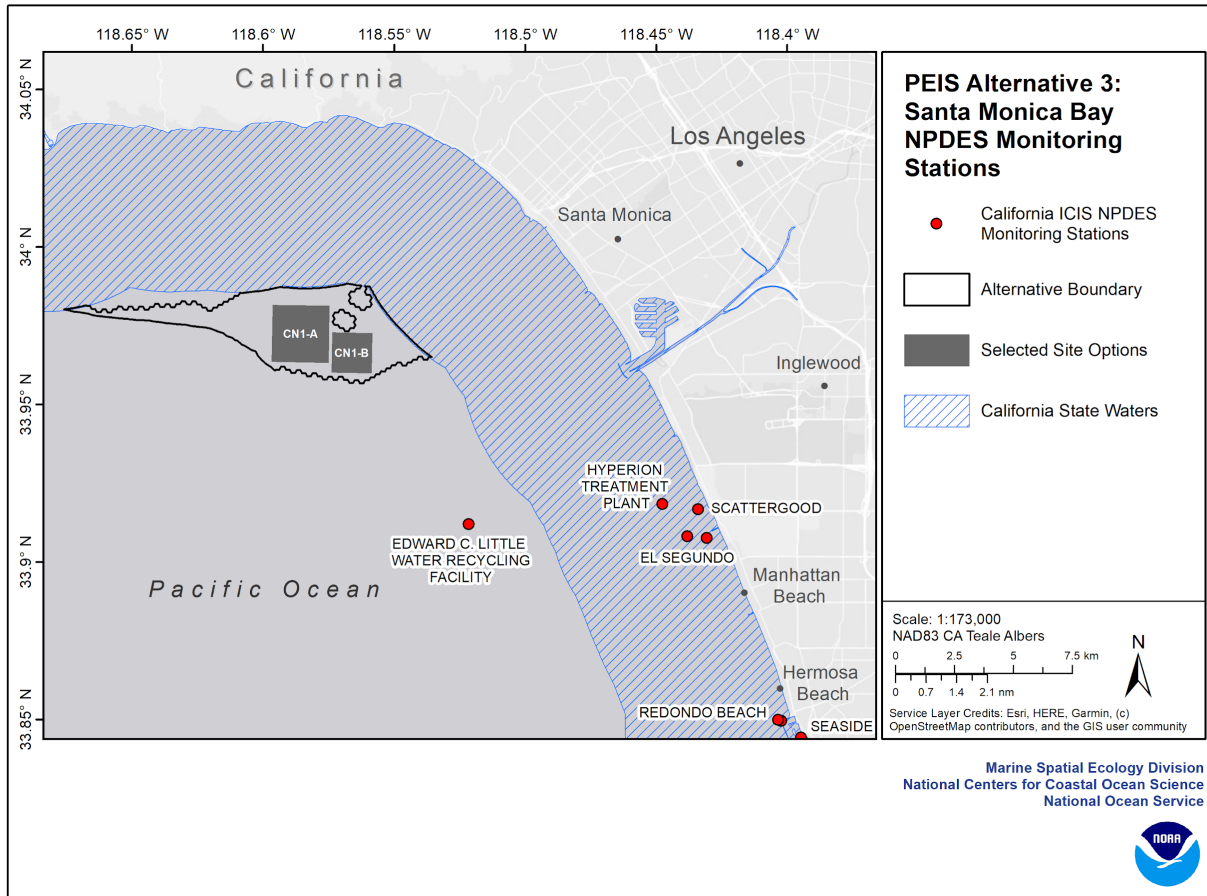 118.65° W
118.6° W
118.55° W
118.5° W
118.45° W
118.4° W
34.05° N
34° N
33.95° N
33.9° N
33.85° N
California
Los Angeles
Santa Monica
Inglewood
CN1-A
CN1-B
HYPERION
TREATMENT
PLANT
SCATTERGOOD
EL SEGUNDO
EDWARD C. LITTLE
WATER RECYCLING
FACILITY
Pacific Ocean
Manhattan
Beach
Hermosa
Beach
REDONDO BEACH
SEASIDE
PEIS Alternative 3:
Santa Monica Bay
NPDES Monitoring
Stations
California ICIS NPDES
Monitoring Stations
Alternative Boundary
Selected Site Options
California State Waters
Scale: 1:173,000
NAD83 CA Teale Albers
0 2.5 5 7.5 km
0 0.7 1.4 2.1 nm
N
Service Layer Credits: Esri, HERE, Garmin, (c)
OpenStreetMap contributors, and the GIS user community
Marine Spatial Ecology Division
National Centers for Coastal Ocean Science
National Ocean Service
NOAA